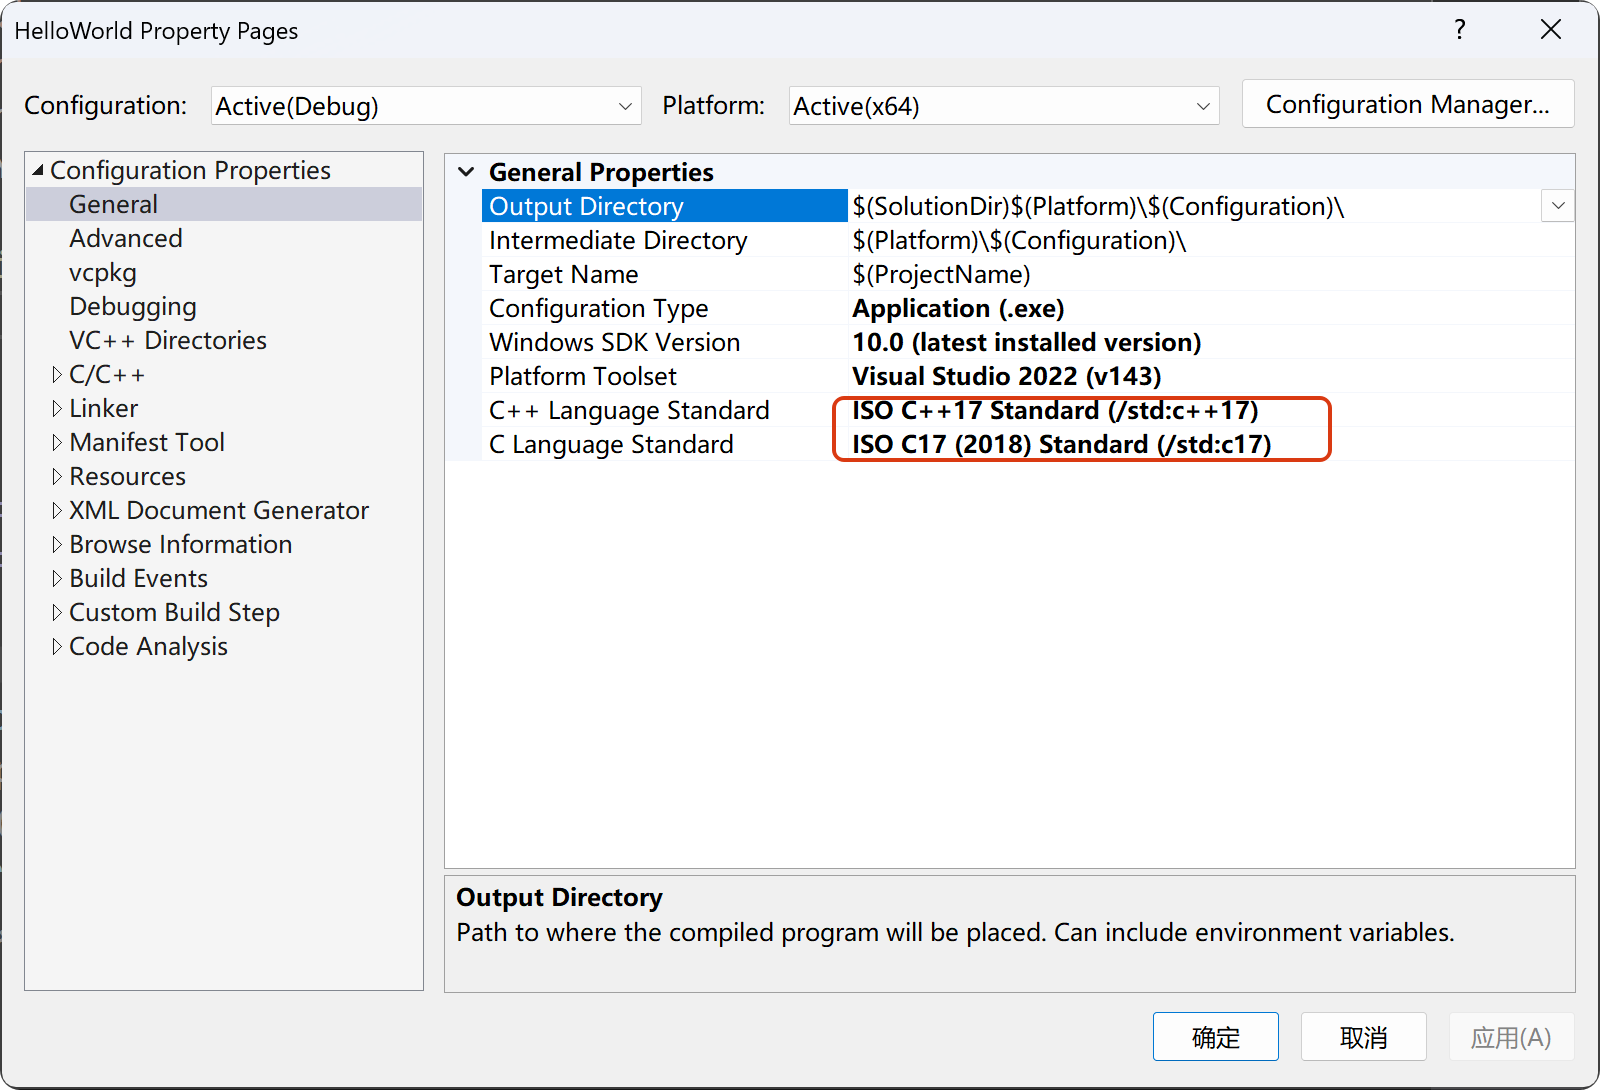 HelloWorld Property Pages ?
Configuration: Active(Debug) Platform: Active(x64) Configuration Manager...
Configuration Properties
General
Advanced
vcpkg
Debugging
VC++ Directories
C/C++
Linker
Manifest Tool
Resources
XML Document Generator
Browse Information
Build Events
Custom Build Step
Code Analysis
General Properties
Output Directory $(SolutionDir)$(Platform)\$(Configuration)\
Intermediate Directory $(Platform)\$(Configuration)\
Target Name $(ProjectName)
Configuration Type Application (.exe)
Windows SDK Version 10.0 (latest installed version)
Platform Toolset Visual Studio 2022 (v143)
C++ Language Standard ISO C++17 Standard (/std:c++17)
C Language Standard ISO C17 (2018) Standard (/std:c17)
Output Directory
Path to where the compiled program will be placed. Can include environment variables.
确定 取消 应用(A)